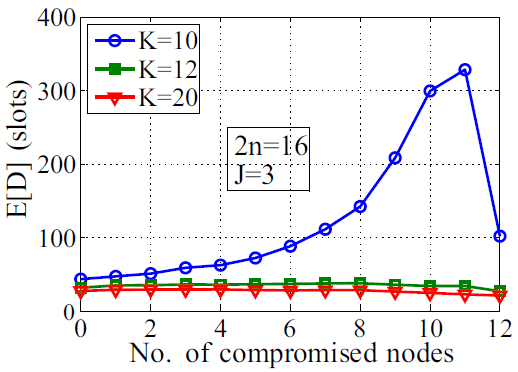 400
300
200
100
0
E[D] (slots)
K=10
K=12
K=20
2n=16
J=3
0 2 4 6 8 10 12
No. of compromised nodes